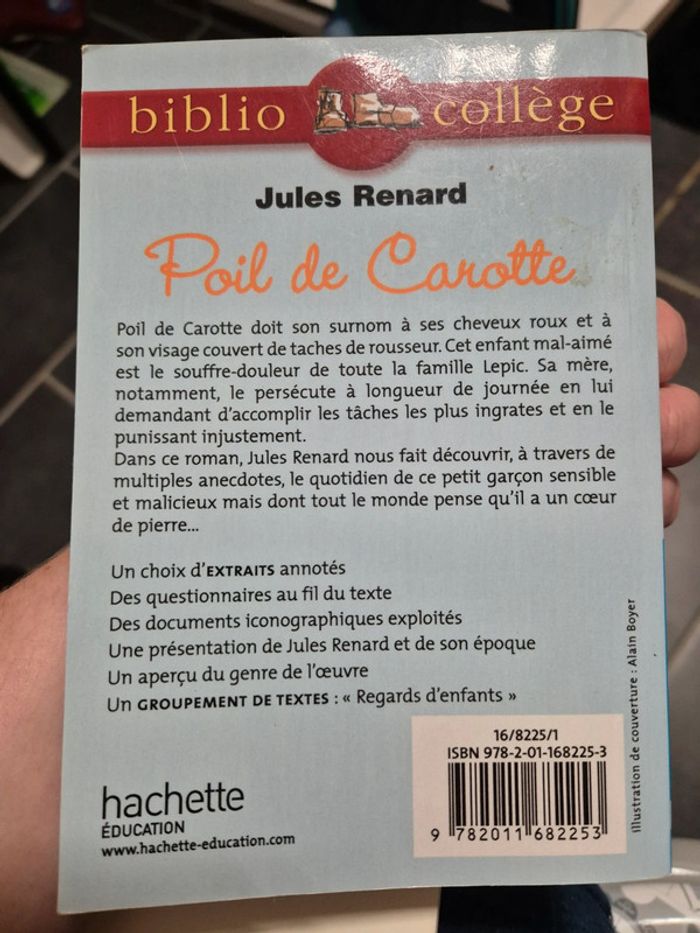 biblio collège
Jules Renard
Poil de Carotte
Poil de Carotte doit son surnom à ses cheveux roux et à
son visage couvert de taches de rousseur. Cet enfant mal-aimé
est le souffre-douleur de toute la famille Lepic. Sa mère,
notamment, le persécute à longueur de journée en lui
demandant d'accomplir les tâches les plus ingrates et en le
punissant injustement.
Dans ce roman, Jules Renard nous fait découvrir, à travers de
multiples anecdotes, le quotidien de ce petit garçon sensible
et malicieux mais dont tout le monde pense qu'il a un cœur
de pierre...
Un choix d'EXTRAITS annotés
Des questionnaires au fil du texte
Des documents iconographiques exploités
Une présentation de Jules Renard et de son époque
Un aperçu du genre de l'œuvre
Un GROUPEMENT DE TEXTES : « Regards d'enfants »
Illustration de couverture : Alain Boyer
16/8225/1
ISBN 978-2-01-168225-3
9 782011 682253
hachette
ÉDUCATION
www.hachette-education.com